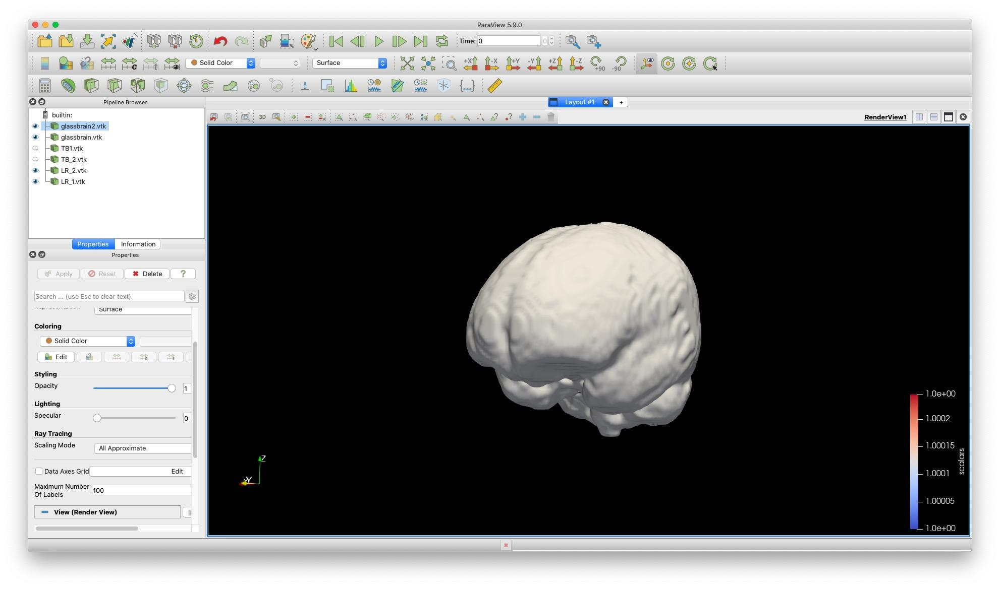 ParaView 5.9.0
Time: 0
0
Solid Color
Surface
+X
-X
+Y
-Y
+Z
-Z
+90
-90
Pipeline Browser
Layout #1
+
builtin:
3D
RenderView1
glassbrain2.vtk
glassbrain.vtk
TB1.vtk
TB_2.vtk
LR_2.vtk
LR_1.vtk
Properties
Information
Properties
Apply
Reset
Delete
?
Search ... (use Esc to clear text)
Representation
Surface
Coloring
Solid Color
Edit
Styling
Opacity
1
Lighting
Specular
0
Ray Tracing
Scaling Mode
All Approximate
Data Axes Grid
Edit
Maximum Number
Of Labels
100
View (Render View)
Z
Y
1.0e+00
1.0002
1.00015
1.0001
1.00005
1.0e+00
scalars